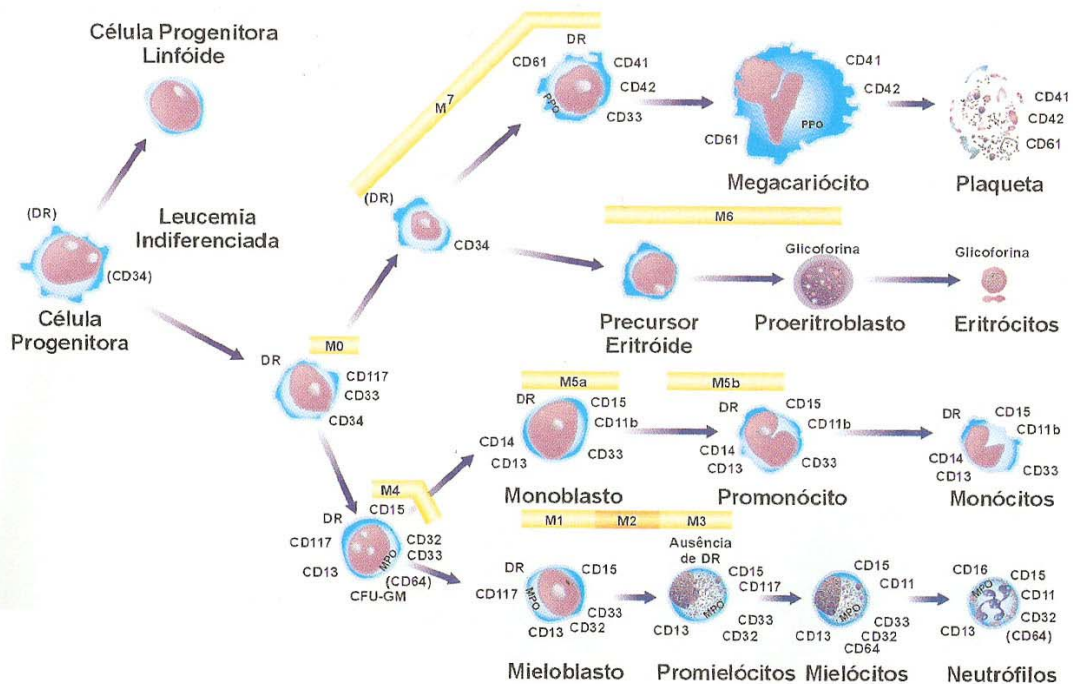 Célula Progenitora
Linfóide
(DR)
(CD34)
Célula
Progenitora
Leucemia
Indiferenciada
M7
DR
CD61
CD41
CD42
CD33
PPO
CD41
CD42
CD61
PPO
Megacariócito
CD41
CD42
CD61
Plaqueta
(DR)
CD34
M6
Precursor
Eritróide
Glicoforina
Proeritroblasto
Glicoforina
Eritrócitos
M0
DR
CD117
CD33
CD34
M5a
DR
CD15
CD11b
CD14
CD13
CD33
Monoblasto
M5b
DR
CD15
CD11b
CD14
CD13
CD33
Promonócito
DR
CD15
CD11b
CD14
CD13
CD33
Monócitos
M4
CD15
DR
CD117
CD32
CD33
MPO
CD13
(CD64)
CFU-GM
M1
M2
M3
DR
CD15
CD117
MPO
CD33
CD13
CD32
Mieloblasto
Ausência
de DR
CD15
CD117
MPO
CD13
CD33
CD32
Promielócitos
CD15
CD11
MPO
CD13
CD33
CD32
CD64
Mielócitos
CD16
CD15
MPO
CD11
CD32
CD13
(CD64)
Neutrófilos